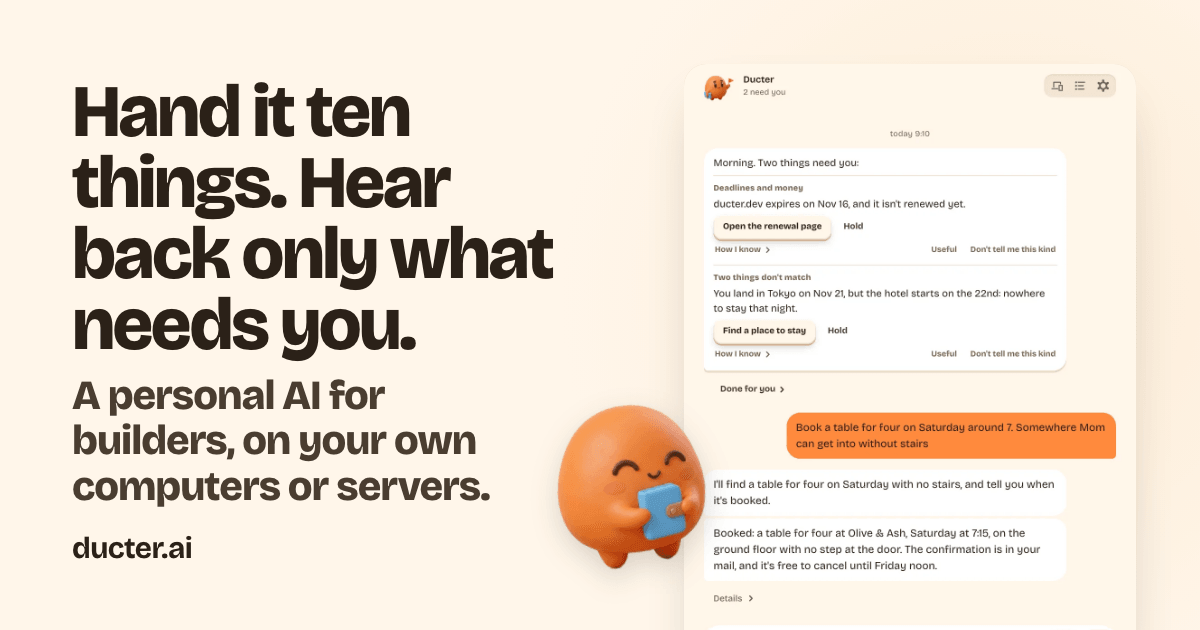 Hand it ten
things. Hear
back only what
needs you.
A personal AI for
builders, on your own
computers or servers.
ducter.ai
Ducter
2 need you
today 9:10
Morning. Two things need you:
Deadlines and money
ducter.dev expires on Nov 16, and it isn't renewed yet.
Open the renewal page Hold
How I know Useful Don't tell me this kind
Two things don't match
You land in Tokyo on Nov 21, but the hotel starts on the 22nd: nowhere
to stay that night.
Find a place to stay Hold
How I know Useful Don't tell me this kind
Done for you
Book a table for four on Saturday around 7. Somewhere Mom
can get into without stairs
I'll find a table for four on Saturday with no stairs, and tell you when
it's booked.
Booked: a table for four at Olive & Ash, Saturday at 7:15, on the
ground floor with no step at the door. The confirmation is in your
mail, and it's free to cancel until Friday noon.
Details